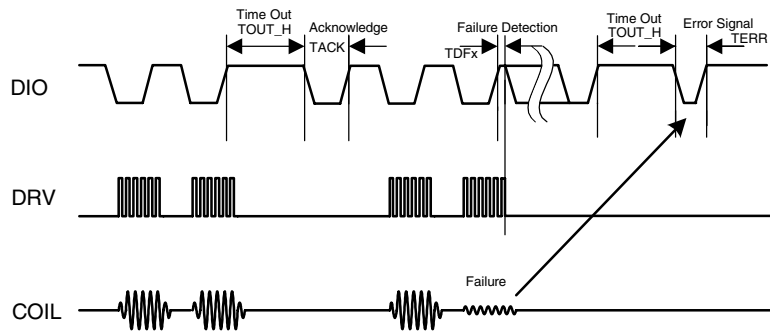 Time Out
TOUT_H
Acknowledge
TACK
Failure Detection
TDFx
Time Out
TOUT_H
Error Signal
TERR
DIO
DRV
Failure
COIL